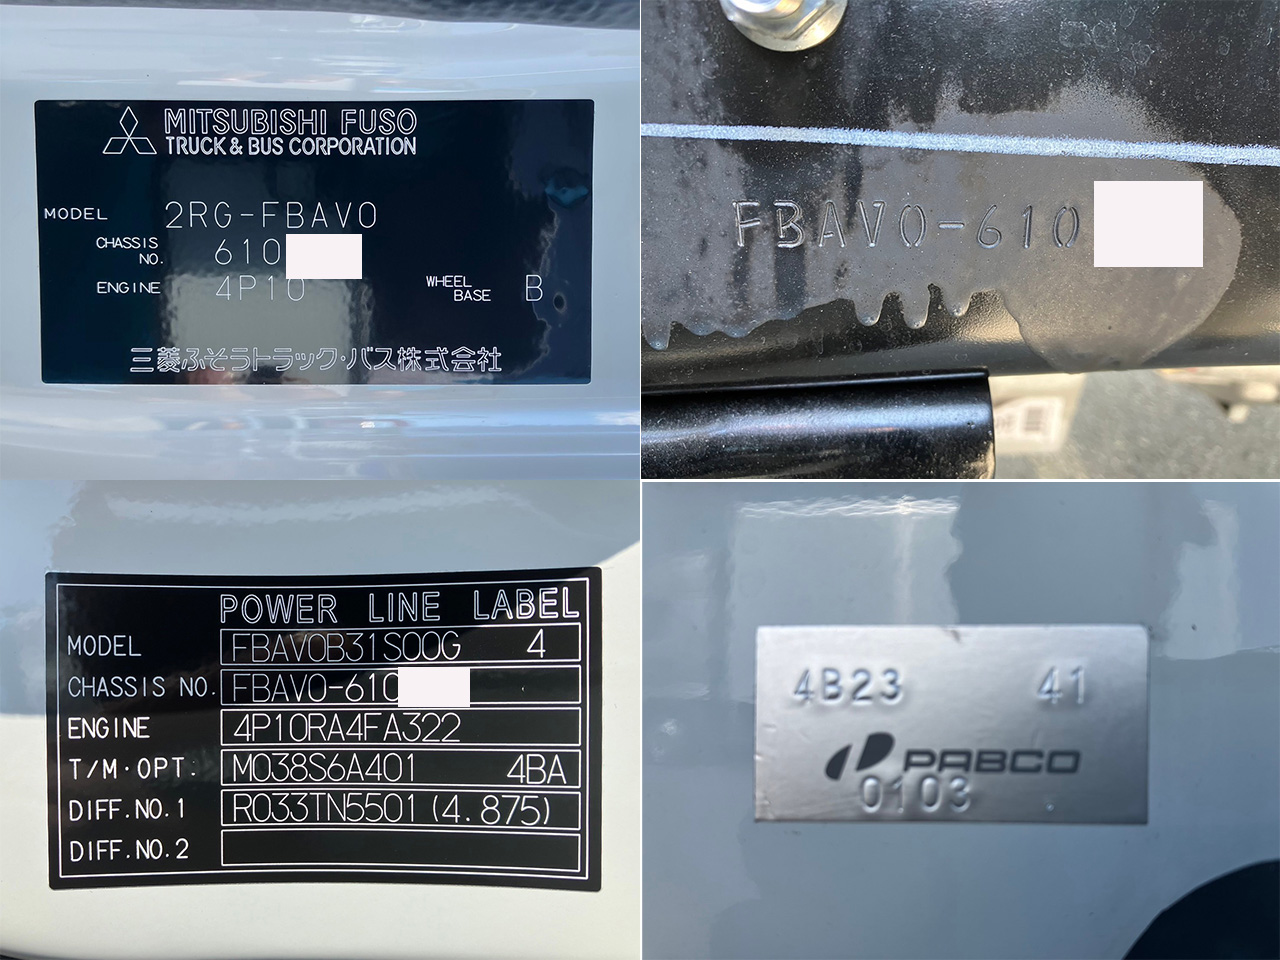 MITSUBISHI FUSO
TRUCK & BUS CORPORATION
MODEL 2RG-FBAV0
CHASSIS NO. 610
ENGINE 4P10 WHEEL BASE B
三菱ふそうトラック・バス株式会社
FBAV0-610
POWER LINE LABEL
MODEL FBAV0B31S00G 4
CHASSIS NO. FBAV0-610
ENGINE 4P10RA4FA322
T/M・OPT. M038S6A401 4BA
DIFF.NO.1 R033TN5501(4.875)
DIFF.NO.2
4B23 41
PABCO
0103